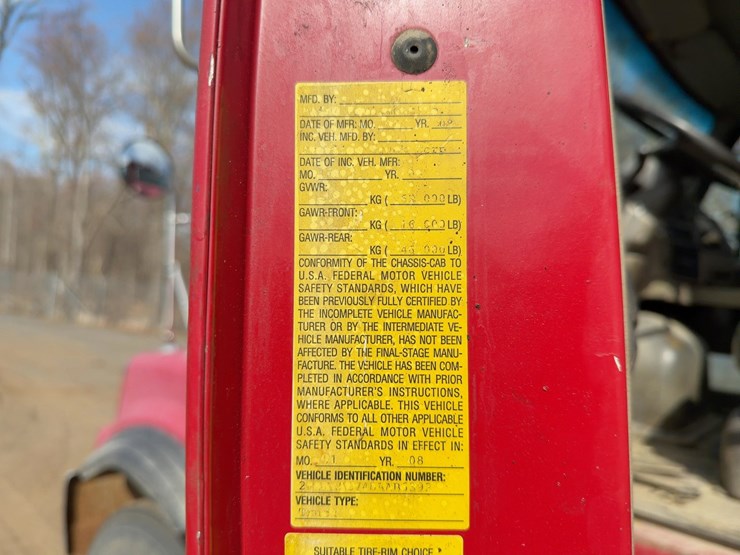 MFD. BY:
DATE OF MFR: MO. YR.
INC. VEH. MFD. BY:
DATE OF INC. VEH. MFR:
MO. YR.
GVWR:
KG ( 000 LB)
GAWR-FRONT:
KG ( 000 LB)
GAWR-REAR:
KG ( 000 LB)
CONFORMITY OF THE CHASSIS-CAB TO
U.S.A. FEDERAL MOTOR VEHICLE
SAFETY STANDARDS, WHICH HAVE
BEEN PREVIOUSLY FULLY CERTIFIED BY
THE INCOMPLETE VEHICLE MANUFAC-
TURER OR BY THE INTERMEDIATE VE-
HICLE MANUFACTURER, HAS NOT BEEN
AFFECTED BY THE FINAL-STAGE MANU-
FACTURE. THE VEHICLE HAS BEEN COM-
PLETED IN ACCORDANCE WITH PRIOR
MANUFACTURER'S INSTRUCTIONS,
WHERE APPLICABLE. THIS VEHICLE
CONFORMS TO ALL OTHER APPLICABLE
U.S.A. FEDERAL MOTOR VEHICLE
SAFETY STANDARDS IN EFFECT IN:
MO. YR. 08
VEHICLE IDENTIFICATION NUMBER:
VEHICLE TYPE:
SUITABLE TIRE-RIM CHOICE *